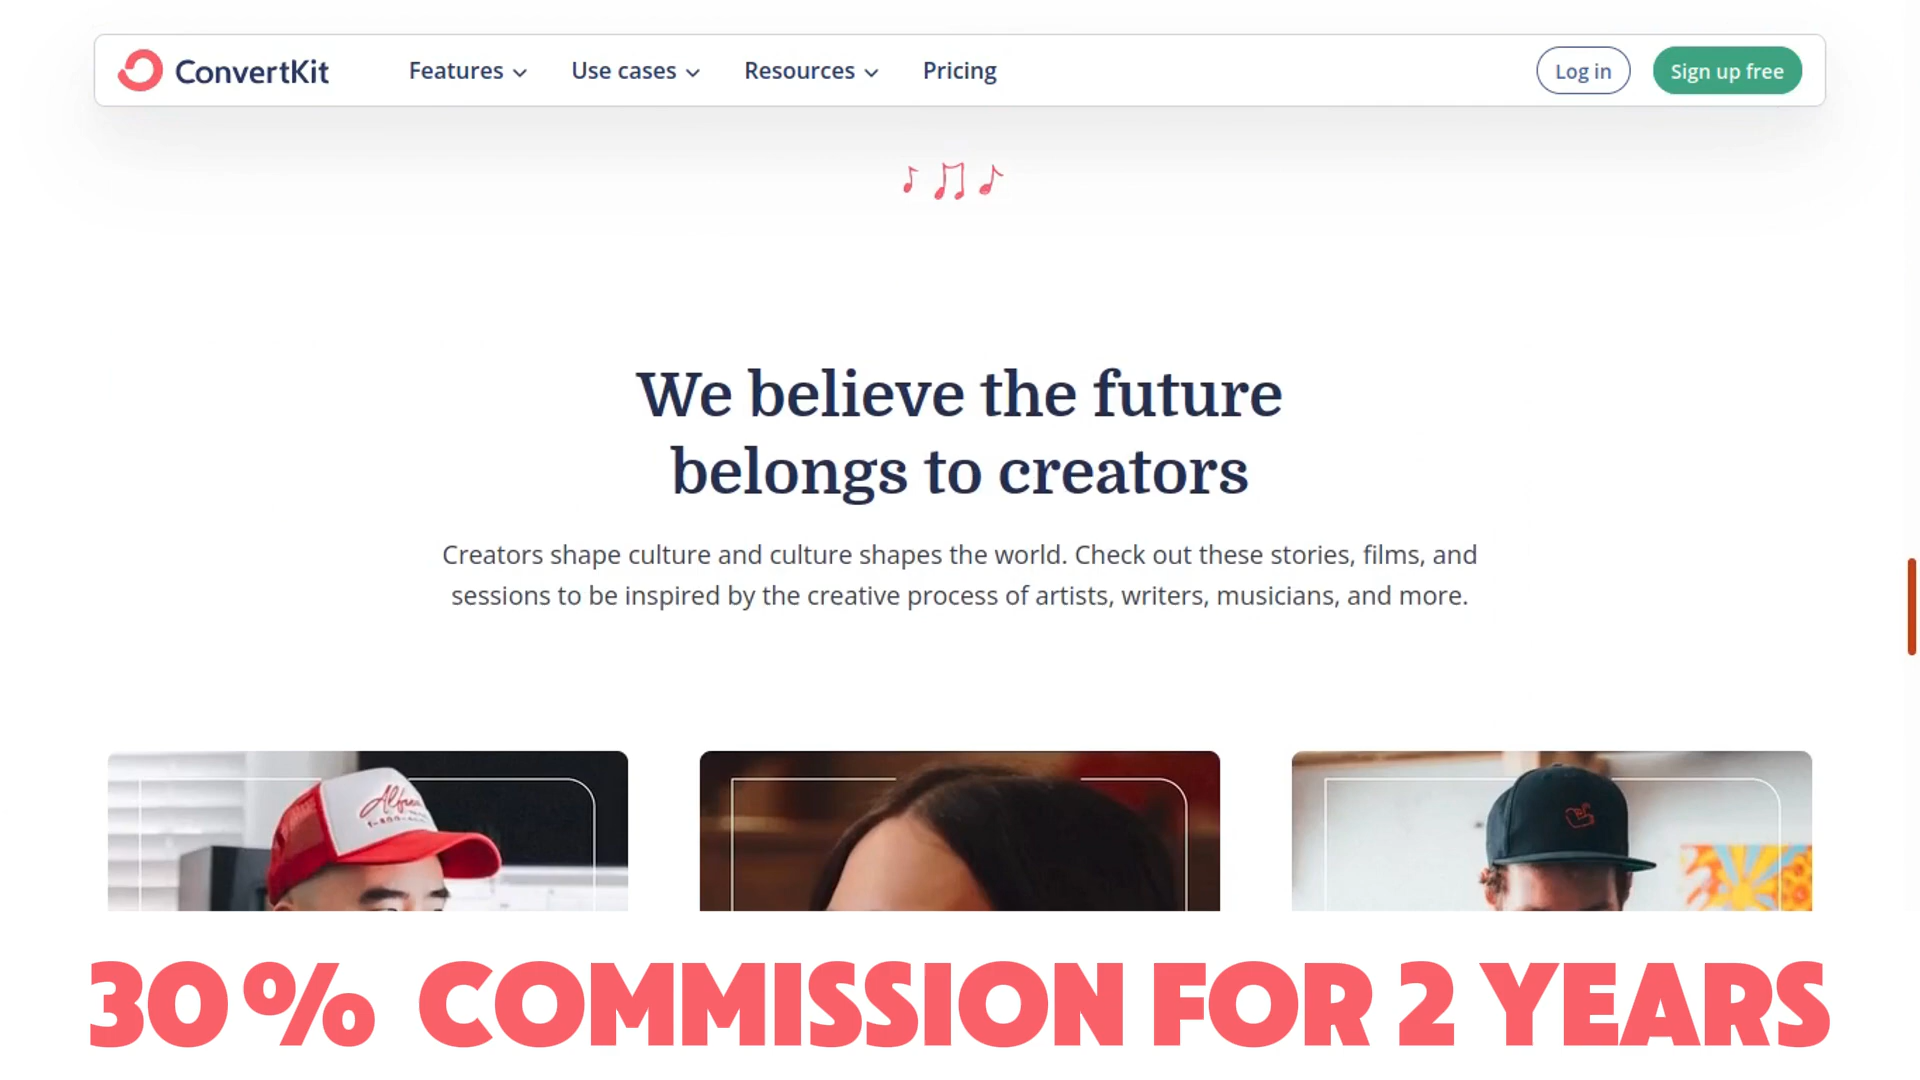 ConvertKit
Features
Use cases
Resources
Pricing
Log in
Sign up free
We believe the future
belongs to creators
Creators shape culture and culture shapes the world. Check out these stories, films, and
sessions to be inspired by the creative process of artists, writers, musicians, and more.
30% COMMISSION FOR 2 YEARS